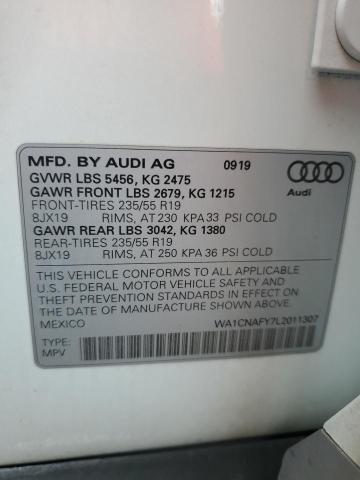 MFD. BY AUDI AG 09 19
GVWR LBS 5456, KG 2475
GAWR FRONT LBS 2679, KG 1215
FRONT-TIRES 235/55 R19
8JX19 RIMS, AT 230 KPA 33 PSI COLD
GAWR REAR LBS 3042, KG 1380
REAR-TIRES 235/55 R19
8JX19 RIMS, AT 250 KPA 36 PSI COLD
Audi
THIS VEHICLE CONFORMS TO ALL APPLICABLE
U.S. FEDERAL MOTOR VEHICLE SAFETY AND
THEFT PREVENTION STANDARDS IN EFFECT ON
THE DATE OF MANUFACTURE SHOWN ABOVE.
MEXICO WA1CNAFY7L2011307
TYPE:
MPV